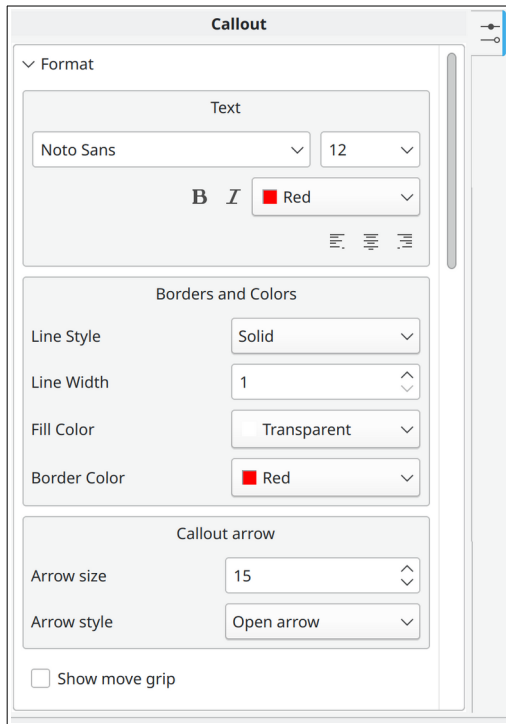 Callout
Format
Text
Noto Sans 12
B I Red
Borders and Colors
Line Style Solid
Line Width 1
Fill Color Transparent
Border Color Red
Callout arrow
Arrow size 15
Arrow style Open arrow
Show move grip